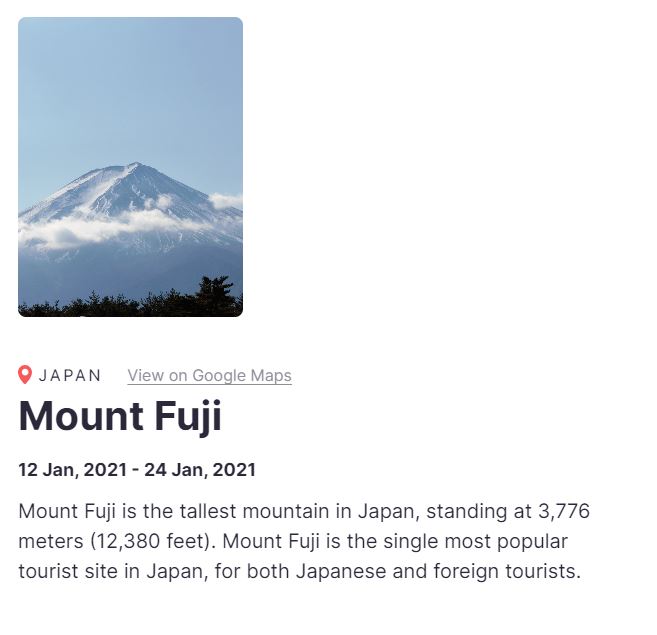 JAPAN View on Google Maps
Mount Fuji
12 Jan, 2021 - 24 Jan, 2021
Mount Fuji is the tallest mountain in Japan, standing at 3,776
meters (12,380 feet). Mount Fuji is the single most popular
tourist site in Japan, for both Japanese and foreign tourists.